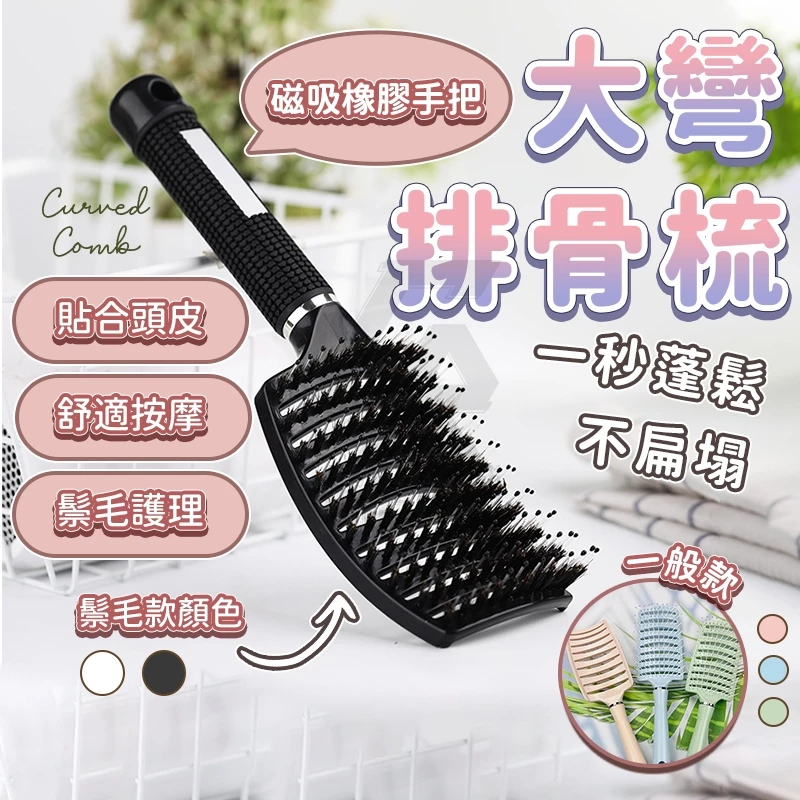 磁吸橡膠手把
大彎
排骨梳
Curved
Comb
貼合頭皮
舒適按摩
鬃毛護理
一秒蓬鬆
不扁塌
鬃毛款顏色
一般款